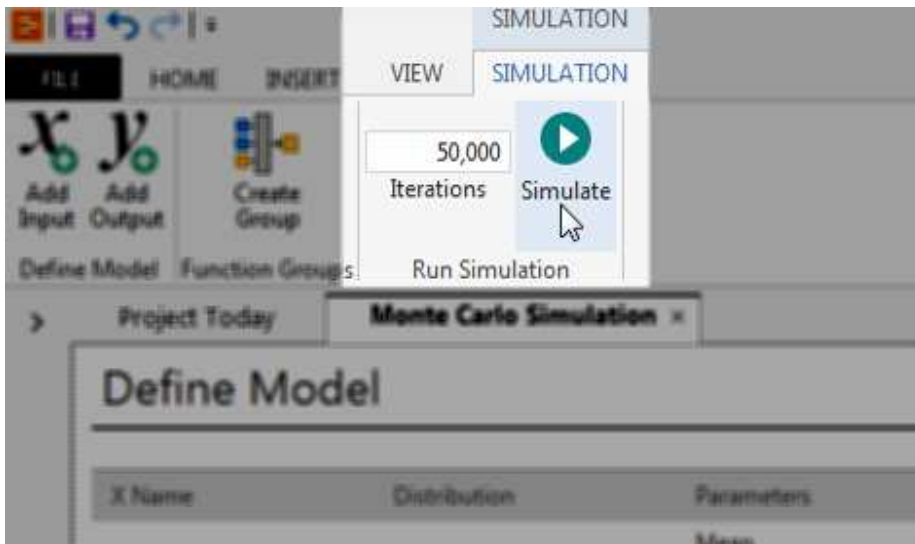 SIMULATION
FILE HOME INSERT VIEW SIMULATION
50,000
Iterations
Simulate
Add Input
Add Output
Create Group
Define Model Function Groups Run Simulation
Project Today Monte Carlo Simulation ×
Define Model
X Name Distribution Parameters
Mean